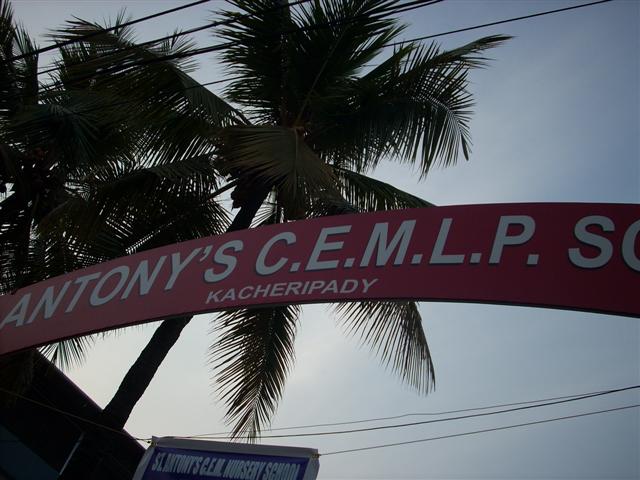 ANTONY'S C.E.M.L.P. SC
KACHERIPADY
St. ANTONY'S C.E.M. NURSERY SCHOOL